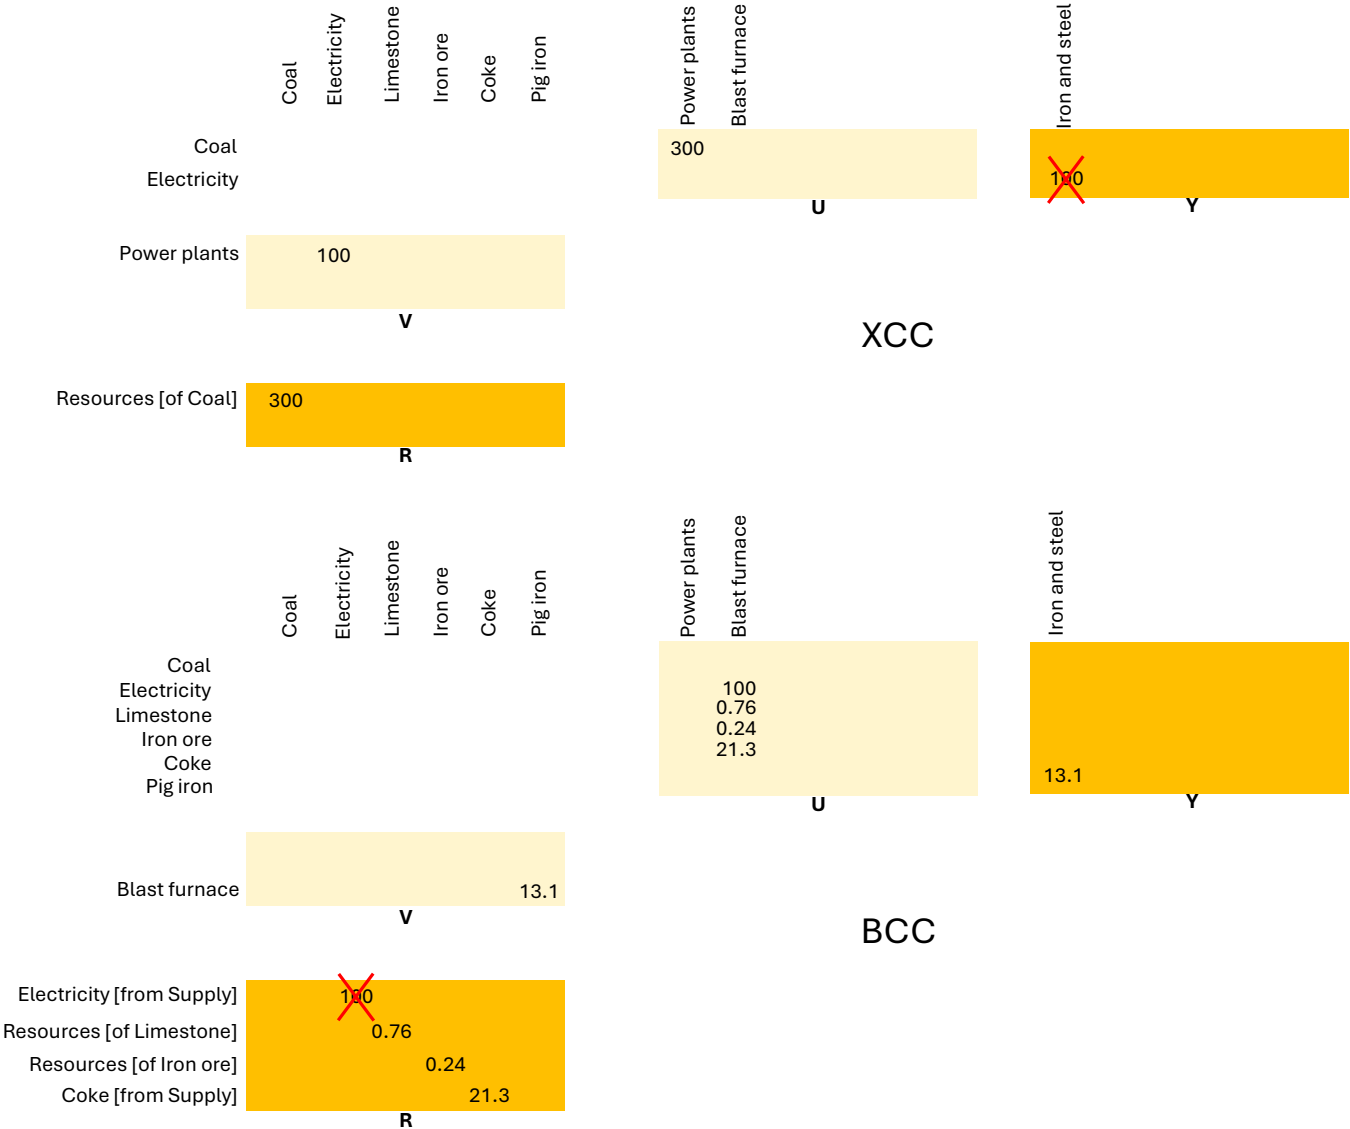 Coal
Electricity
Limestone
Iron ore
Coke
Pig iron
Power plants
Blast furnace
Iron and steel
Coal
Electricity
300
U
100
Y
Power plants
100
V
XCC
Resources [of Coal]
300
R
Coal
Electricity
Limestone
Iron ore
Coke
Pig iron
Power plants
Blast furnace
Iron and steel
Coal
Electricity
Limestone
Iron ore
Coke
Pig iron
100
0.76
0.24
21.3
U
13.1
Y
Blast furnace
13.1
V
BCC
Electricity [from Supply]
100
Resources [of Limestone]
0.76
Resources [of Iron ore]
0.24
Coke [from Supply]
21.3
R